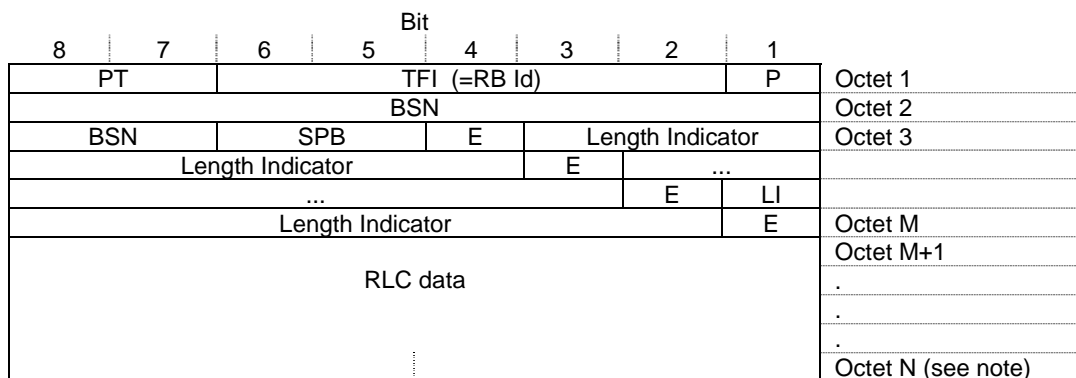 Bit
8 7 6 5 4 3 2 1
PT TFI (=RB Id) P Octet 1
BSN Octet 2
BSN SPB E Length Indicator Octet 3
Length Indicator E ...
... E LI
Length Indicator E Octet M
Octet M+1
RLC data .
.
.
Octet N (see note)